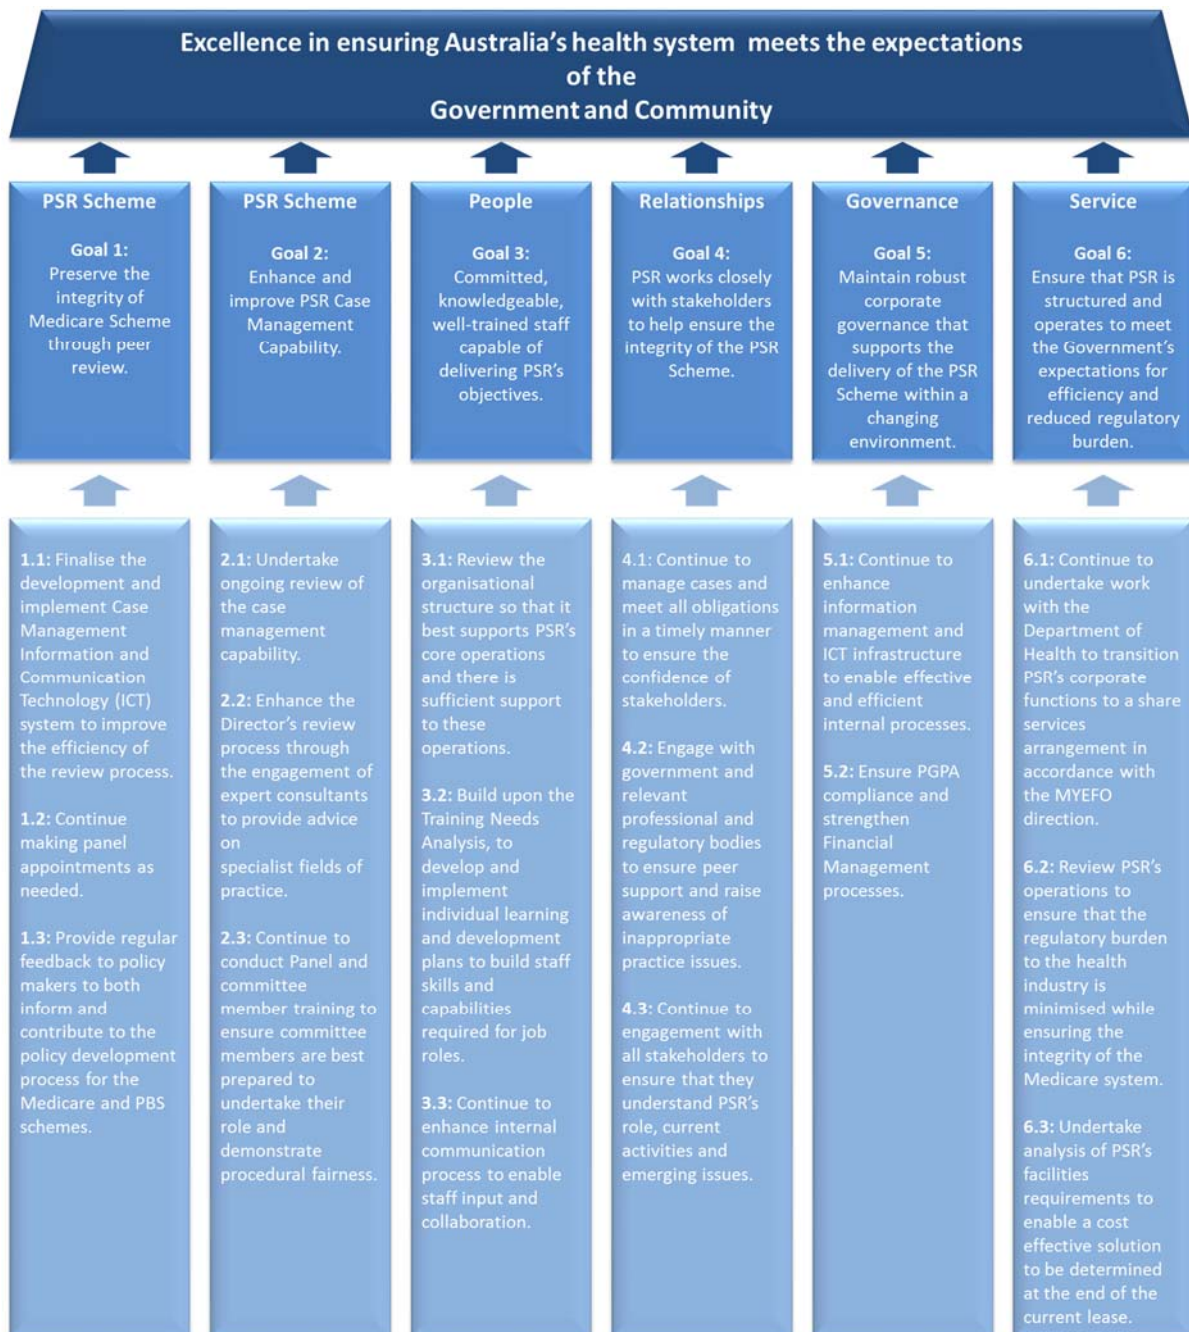 Excellence in ensuring Australia's health system meets the expectations
of the
Government and Community
PSR Scheme
Goal 1:
Preserve the
integrity of
Medicare Scheme
through peer
review.
PSR Scheme
Goal 2:
Enhance and
improve PSR Case
Management
Capability.
People
Goal 3:
Committed,
knowledgeable,
well-trained staff
capable of
delivering PSR's
objectives.
Relationships
Goal 4:
PSR works closely
with stakeholders
to help ensure the
integrity of the PSR
Scheme.
Governance
Goal 5:
Maintain robust
corporate
governance that
supports the
delivery of the PSR
Scheme within a
changing
environment.
Service
Goal 6:
Ensure that PSR is
structured and
operates to meet
the Government's
expectations for
efficiency and
reduced regulatory
burden.
1.1: Finalise the
development and
implement Case
Management
Information and
Communication
Technology (ICT)
system to improve
the efficiency of
the review process.
1.2: Continue
making panel
appointments as
needed.
1.3: Provide regular
feedback to policy
makers to both
inform and
contribute to the
policy development
process for the
Medicare and PBS
schemes.
2.1: Undertake
ongoing review of
the case
management
capability.
2.2: Enhance the
Director's review
process through
the engagement of
expert consultants
to provide advice
on
specialist fields of
practice.
2.3: Continue to
conduct Panel and
committee
member training to
ensure committee
members are best
prepared to
undertake their
role and
demonstrate
procedural fairness.
3.1: Review the
organisational
structure so that it
best supports PSR's
core operations
and there is
sufficient support
to these
operations.
3.2: Build upon the
Training Needs
Analysis, to
develop and
implement
individual learning
and development
plans to build staff
skills and
capabilities
required for job
roles.
3.3: Continue to
enhance internal
communication
process to enable
staff input and
collaboration.
4.1: Continue to
manage cases and
meet all obligations
in a timely manner
to ensure the
confidence of
stakeholders.
4.2: Engage with
government and
relevant
professional and
regulatory bodies
to ensure peer
support and raise
awareness of
inappropriate
practice issues.
4.3: Continue to
engagement with
all stakeholders to
ensure that they
understand PSR's
role, current
activities and
emerging issues.
5.1: Continue to
enhance
information
management and
ICT infrastructure
to enable effective
and efficient
internal processes.
5.2: Ensure PGPA
compliance and
strengthen
Financial
Management
processes.
6.1: Continue to
undertake work
with the
Department of
Health to transition
PSR's corporate
functions to a share
services
arrangement in
accordance with
the MYEFO
direction.
6.2: Review PSR's
operations to
ensure that the
regulatory burden
to the health
industry is
minimised while
ensuring the
integrity of the
Medicare system.
6.3: Undertake
analysis of PSR's
facilities
requirements to
enable a cost
effective solution
to be determined
at the end of the
current lease.